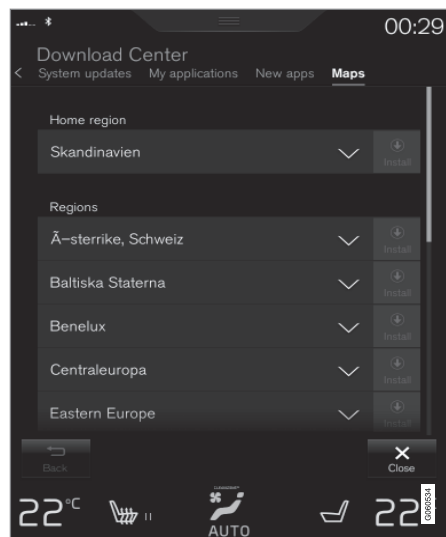 00:29
Download Center
System updates My applications New apps Maps
Home region
Skandinavien
Install
Regions
Ã–sterrike, Schweiz
Install
Baltiska Staterna
Install
Benelux
Install
Centraleuropa
Install
Eastern Europe
Install
Back
Close
22°C
AUTO
22
G060534